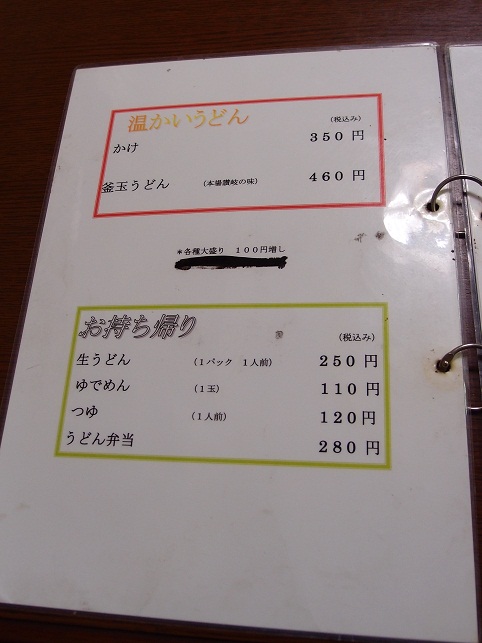 温かいうどん (税込み)
かけ 350円
釜玉うどん (本場讃岐の味) 460円
*各種大盛り 100円増し
お持ち帰り (税込み)
生うどん (1パック 1人前) 250円
ゆでめん (1玉) 110円
つゆ (1人前) 120円
うどん弁当 280円